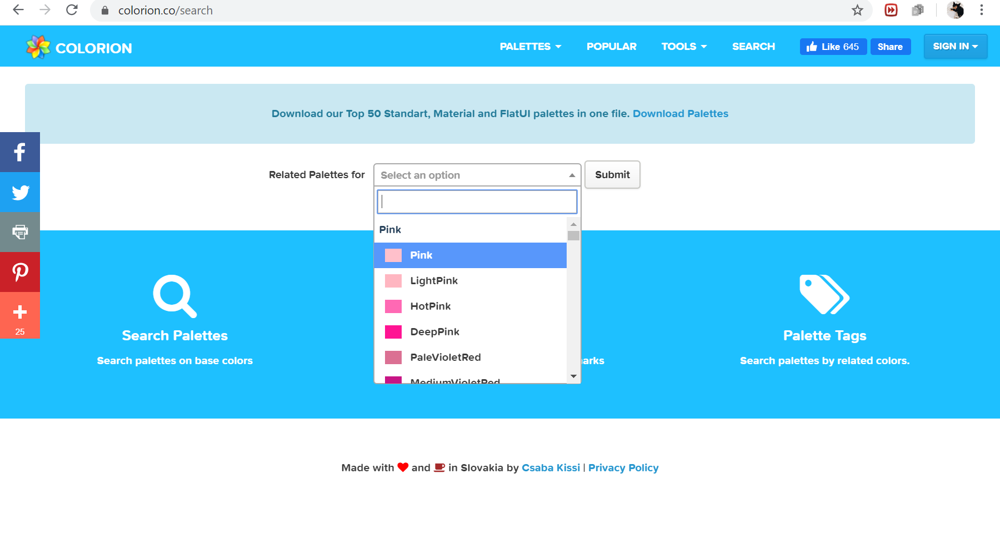 colorion.co/search
COLORION
PALETTES
POPULAR
TOOLS
SEARCH
Like 645
Share
SIGN IN
Download our Top 50 Standart, Material and FlatUI palettes in one file. Download Palettes
Related Palettes for
Select an option
Submit
Pink
Pink
LightPink
HotPink
DeepPink
PaleVioletRed
MediumVioletRed
25
Search Palettes
Search palettes on base colors
arks
Palette Tags
Search palettes by related colors.
Made with and in Slovakia by Csaba Kissi | Privacy Policy